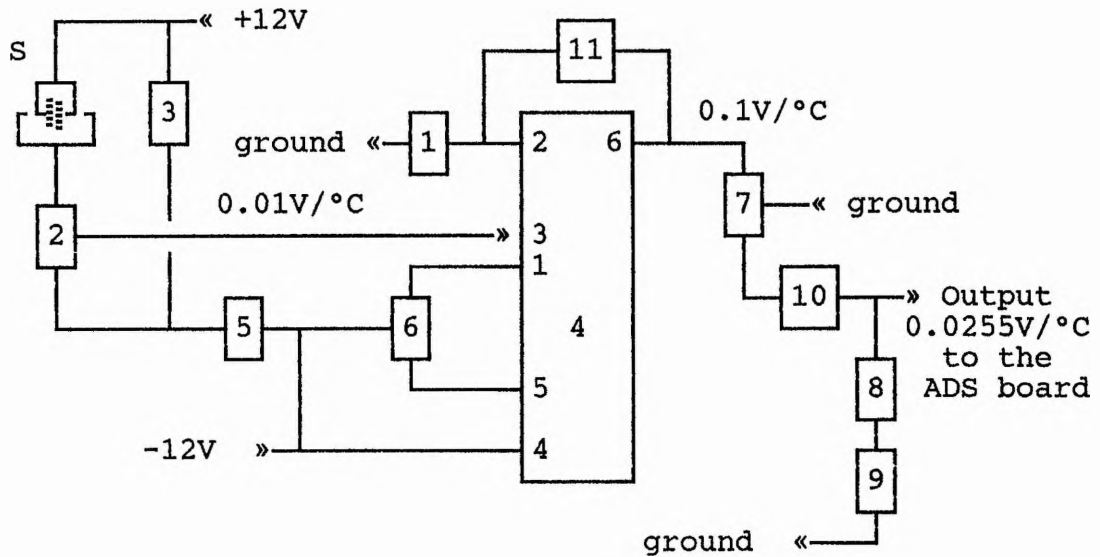 « +12V
S
11
3
0.1V/°C
ground «
1
2
6
0.01V/°C
7
« ground
2
»
3
1
10
» Output
0.0255V/°C
to the
ADS board
5
6
4
8
5
-12V »
4
9
ground «